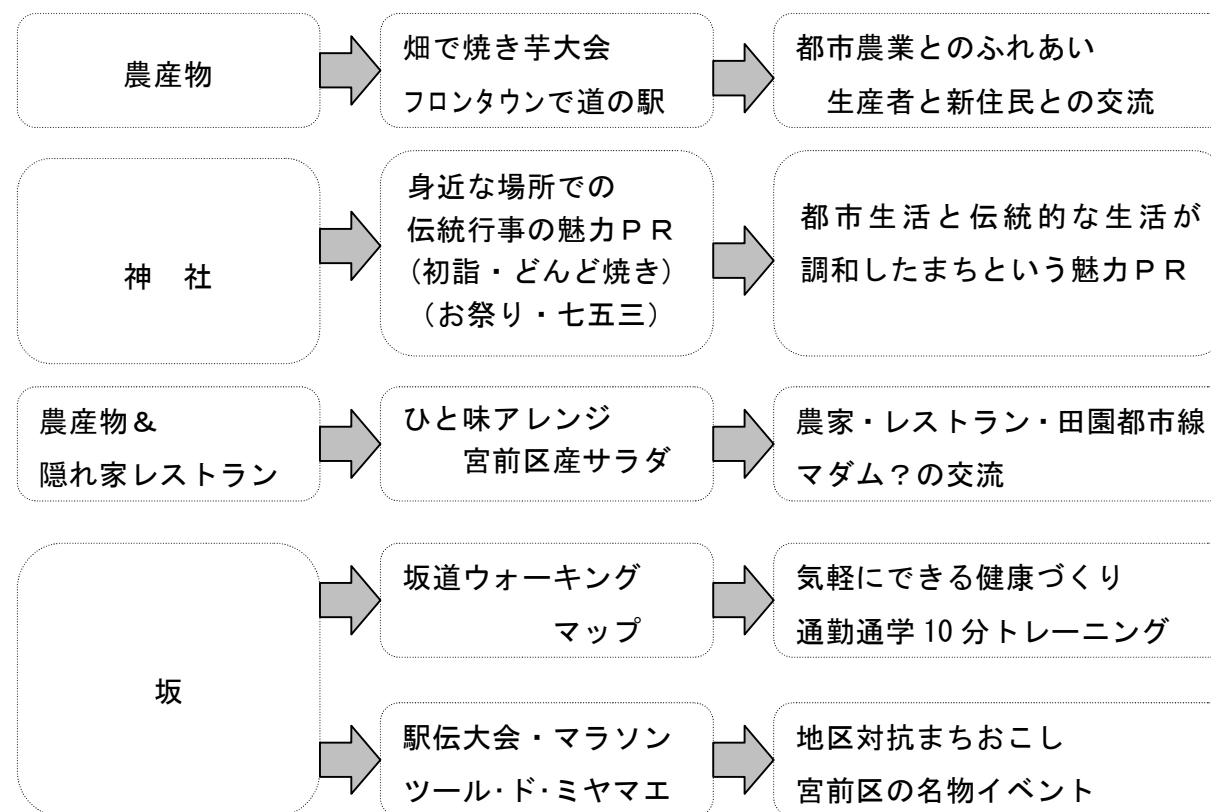 農産物
畑で焼き芋大会
フロンタウンで道の駅
都市農業とのふれあい
生産者と新住民との交流
神　社
身近な場所での
伝統行事の魅力ＰＲ
(初詣・どんど焼き)
（お祭り・七五三）
都市生活と伝統的な生活が
調和したまちという魅力ＰＲ
農産物＆
隠れ家レストラン
ひと味アレンジ
宮前区産サラダ
農家・レストラン・田園都市線
マダム？の交流
坂
坂道ウォーキング
マップ
気軽にできる健康づくり
通勤通学10分トレーニング
駅伝大会・マラソン
ツール・ド・ミヤマエ
地区対抗まちおこし
宮前区の名物イベント